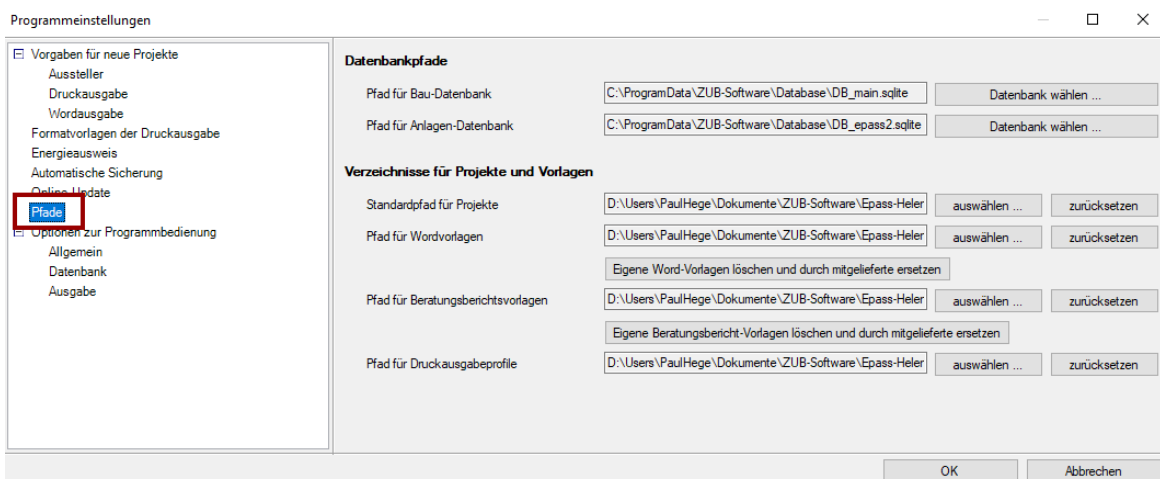 Programmeinstellungen
Vorgaben für neue Projekte
Aussteller
Druckausgabe
Wordausgabe
Formatvorlagen der Druckausgabe
Energieausweis
Automatische Sicherung
Online-Update
Pfade
Optionen zur Programmbedienung
Allgemein
Datenbank
Ausgabe
Datenbankpfade
Pfad für Bau-Datenbank C:\ProgramData\ZUB-Software\Database\DB_main.sqlite Datenbank wählen ...
Pfad für Anlagen-Datenbank C:\ProgramData\ZUB-Software\Database\DB_epass2.sqlite Datenbank wählen ...
Verzeichnisse für Projekte und Vorlagen
Standardpfad für Projekte D:\Users\PaulHege\Dokumente\ZUB-Software\Epass-Heler auswählen ... zurücksetzen
Pfad für Wordvorlagen D:\Users\PaulHege\Dokumente\ZUB-Software\Epass-Heler auswählen ... zurücksetzen
Eigene Word-Vorlagen löschen und durch mitgelieferte ersetzen
Pfad für Beratungsberichtsvorlagen D:\Users\PaulHege\Dokumente\ZUB-Software\Epass-Heler auswählen ... zurücksetzen
Eigene Beratungsbericht-Vorlagen löschen und durch mitgelieferte ersetzen
Pfad für Druckausgabeprofile D:\Users\PaulHege\Dokumente\ZUB-Software\Epass-Heler auswählen ... zurücksetzen
OK Abbrechen